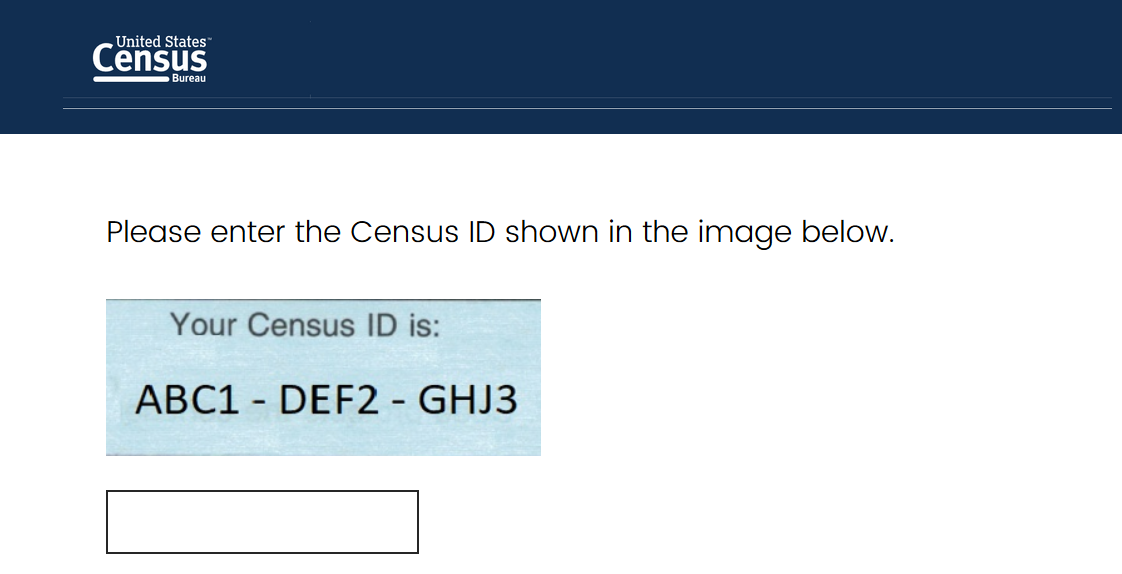 United States™
Census
Bureau
Please enter the Census ID shown in the image below.
Your Census ID is:
ABC1 - DEF2 - GHJ3